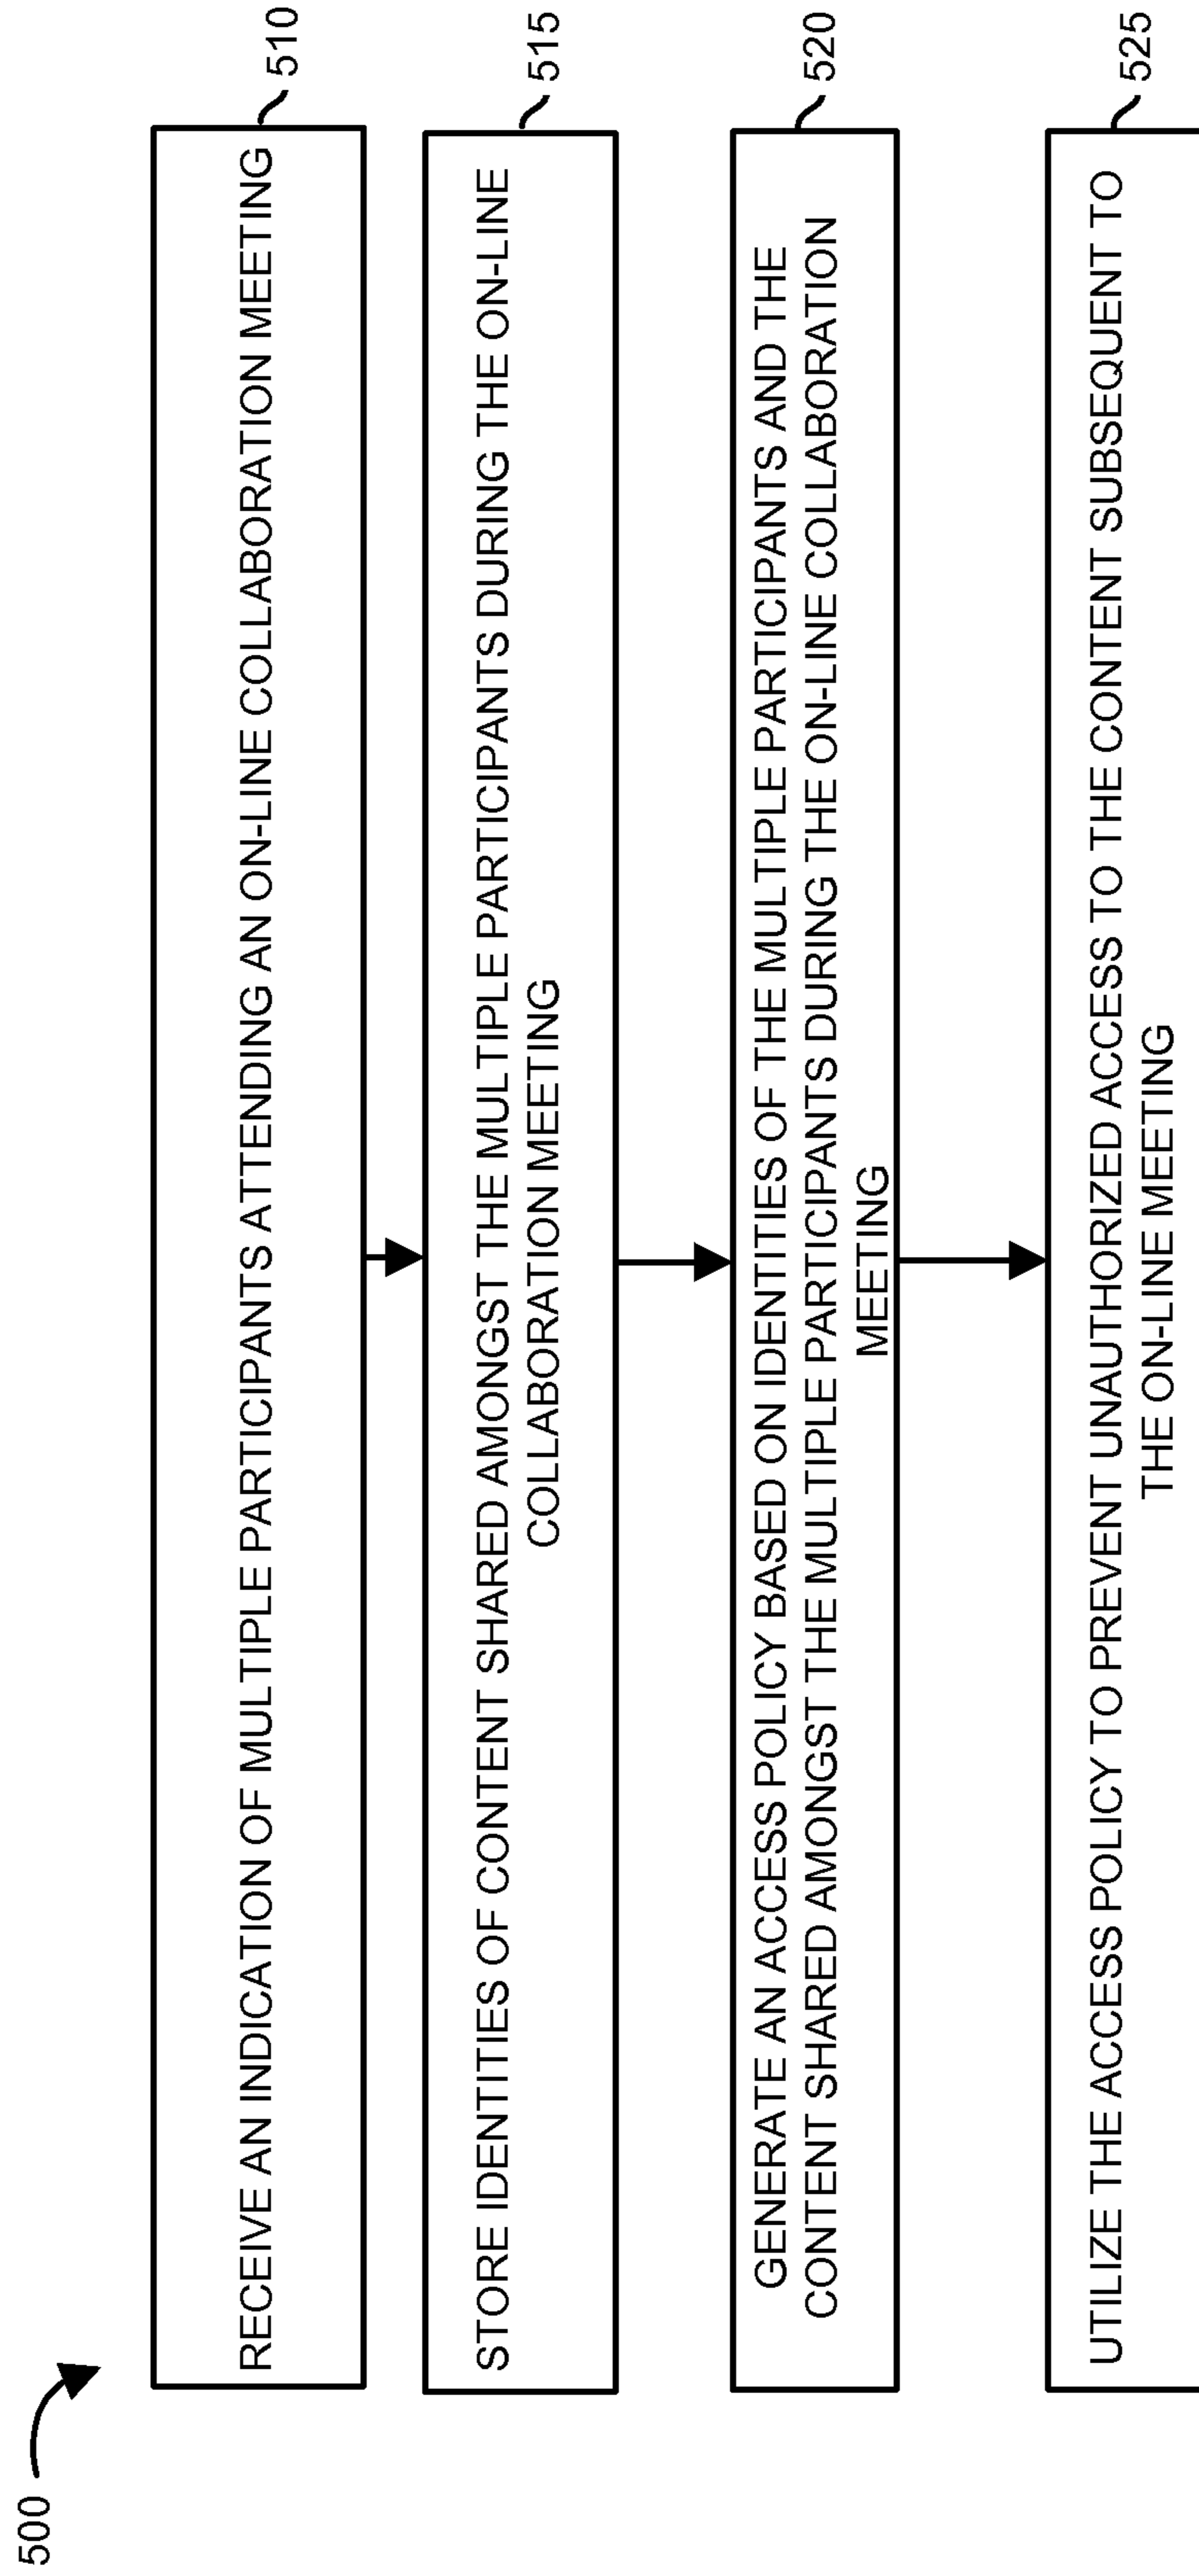 500
RECEIVE AN INDICATION OF MULTIPLE PARTICIPANTS ATTENDING AN ON-LINE COLLABORATION MEETING
510
STORE IDENTITIES OF CONTENT SHARED AMONGST THE MULTIPLE PARTICIPANTS DURING THE ON-LINE
COLLABORATION MEETING
515
GENERATE AN ACCESS POLICY BASED ON IDENTITIES OF THE MULTIPLE PARTICIPANTS AND THE
CONTENT SHARED AMONGST THE MULTIPLE PARTICIPANTS DURING THE ON-LINE COLLABORATION
MEETING
520
UTILIZE THE ACCESS POLICY TO PREVENT UNAUTHORIZED ACCESS TO THE CONTENT SUBSEQUENT TO
THE ON-LINE MEETING
525